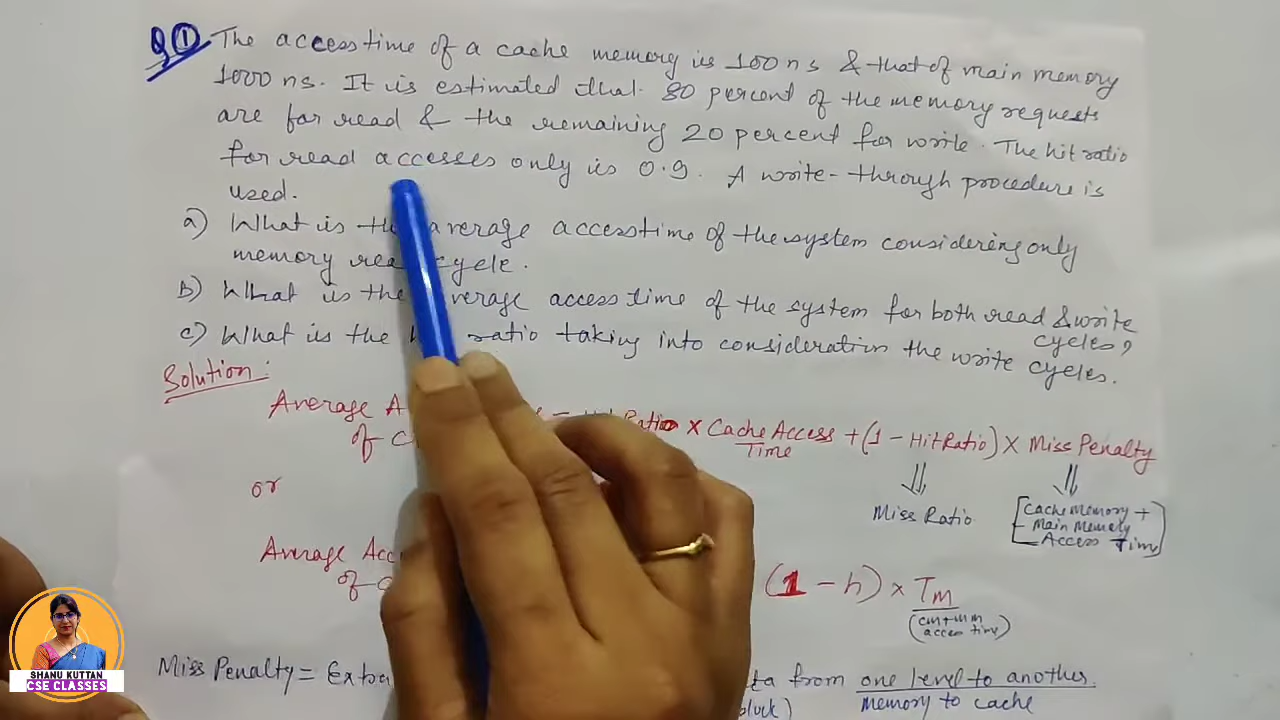 Q① The access time of a cache memory is 100 ns & that of main memory
1000 ns. It is estimated that 80 percent of the memory requests
are for read & the remaining 20 percent for write. The hit ratio
for read accesses only is 0.9. A write-through procedure is
used.
a) What is the average access time of the system considering only
memory read cycle.
b) What is the average access time of the system for both read & write
cycles,
c) What is the ratio taking into consideration the write cycles.
Solution:
Average A Ratio × Cache Access Time + (1 - Hit Ratio) × Miss Penalty
of C
Miss Ratio
[Cache Memory +
Main Memory
Access Time]
or
Average Acc (1 - h) × TM
of C
(CM + MM
access time)
Miss Penalty = Extra from one level to another
block) memory to cache
SHANU KUTTAN
CSE CLASSES